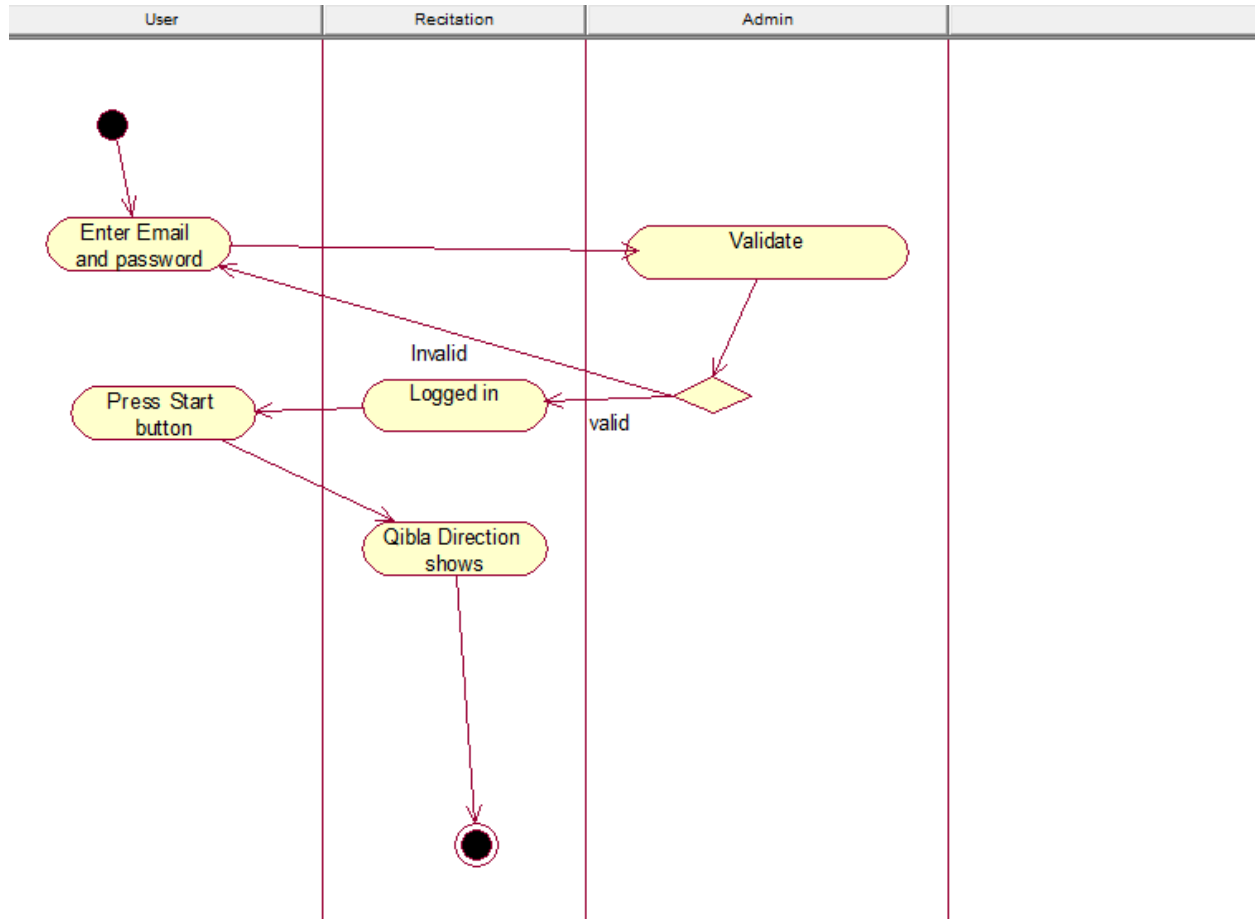 User
Recitation
Admin
Enter Email
and password
Validate
Invalid
Logged in
valid
Press Start
button
Qibla Direction
shows